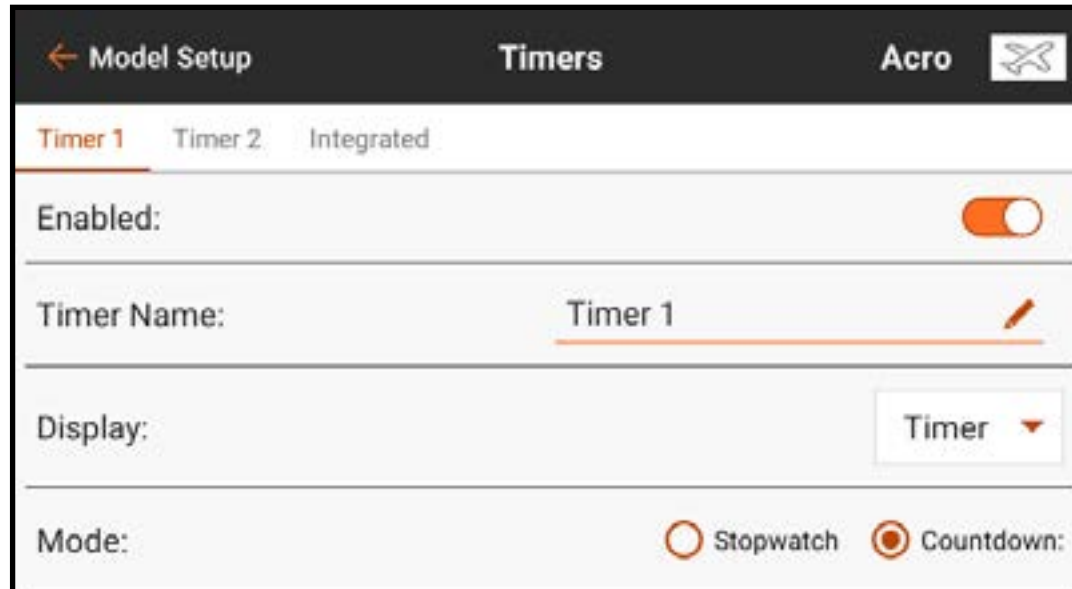 Model Setup Timers Acro
Timer 1 Timer 2 Integrated
Enabled:
Timer Name: Timer 1
Display: Timer
Mode: Stopwatch Countdown: